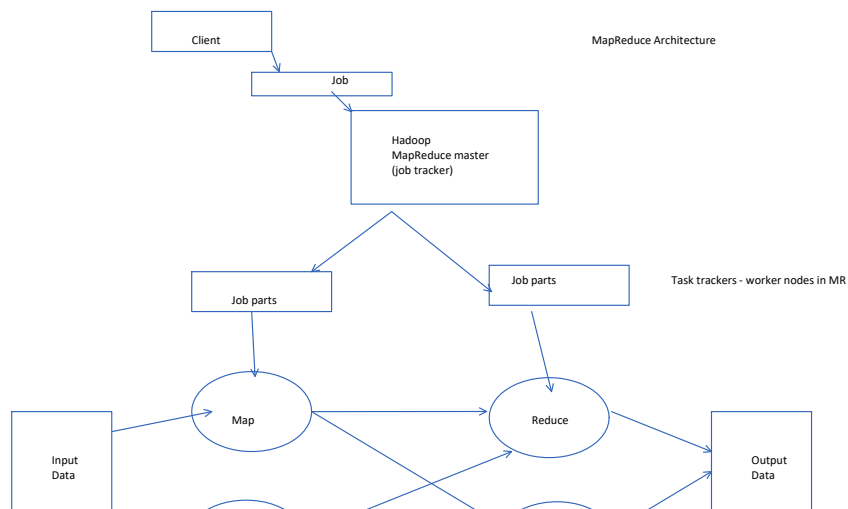 Client
MapReduce Architecture
Job
Hadoop
MapReduce master
(job tracker)
Job parts
Job parts
Task trackers - worker nodes in MR
Map
Reduce
Input
Data
Output
Data